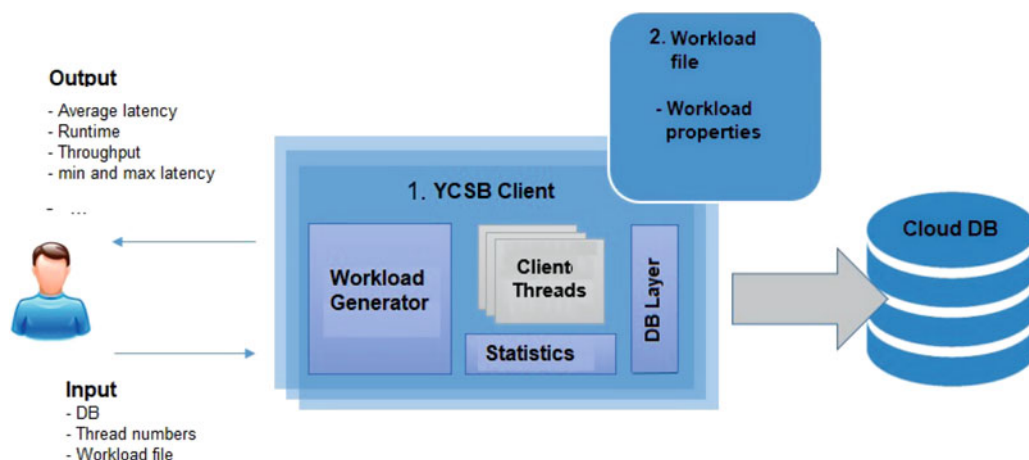 Output
- Average latency
- Runtime
- Throughput
- min and max latency
- ...
Input
- DB
- Thread numbers
- Workload file
1. YCSB Client
Workload
Generator
Client
Threads
Statistics
DB Layer
2. Workload
file
- Workload
properties
Cloud DB